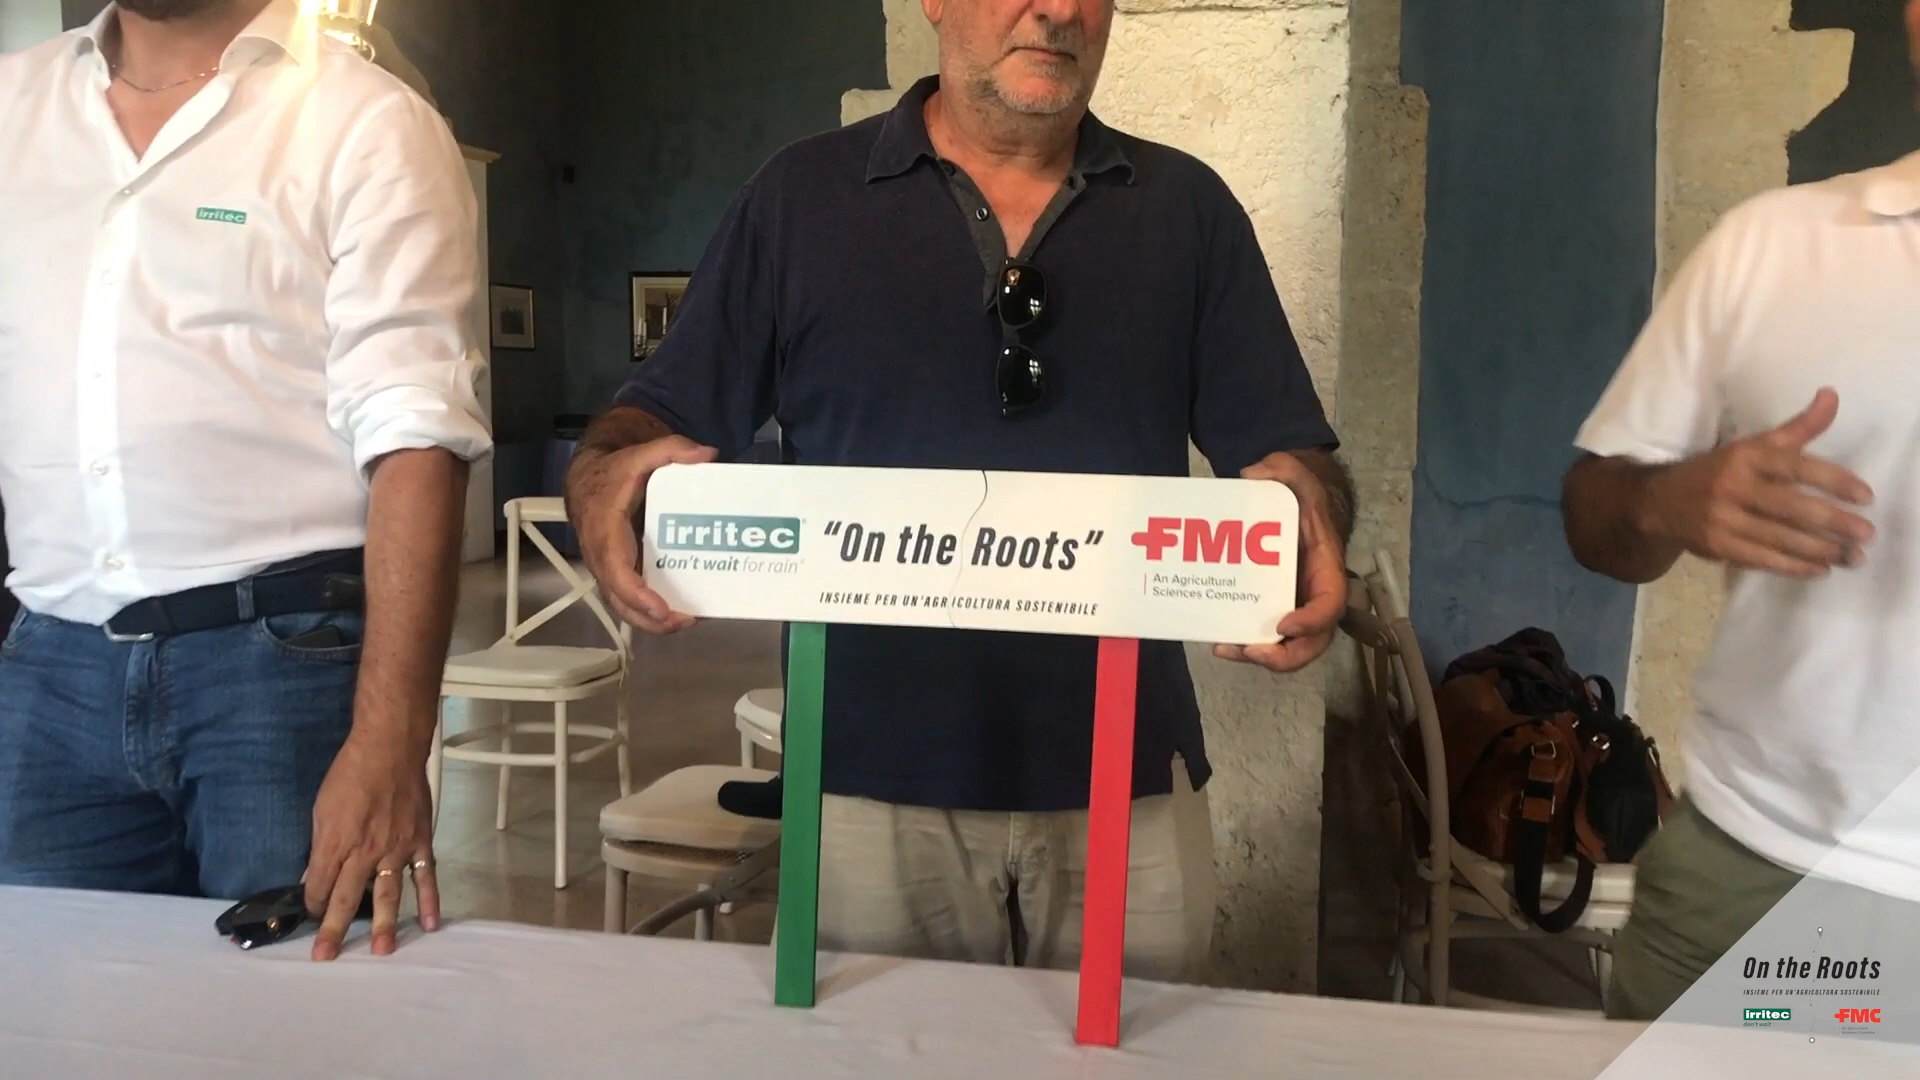 irritec
irritec®
don't wait for rain®
"On the Roots"
INSIEME PER UN'AGRICOLTURA SOSTENIBILE
FMC
An Agricultural
Sciences Company
On the Roots
INSIEME PER UN'AGRICOLTURA SOSTENIBILE
irritec
don't wait
FMC